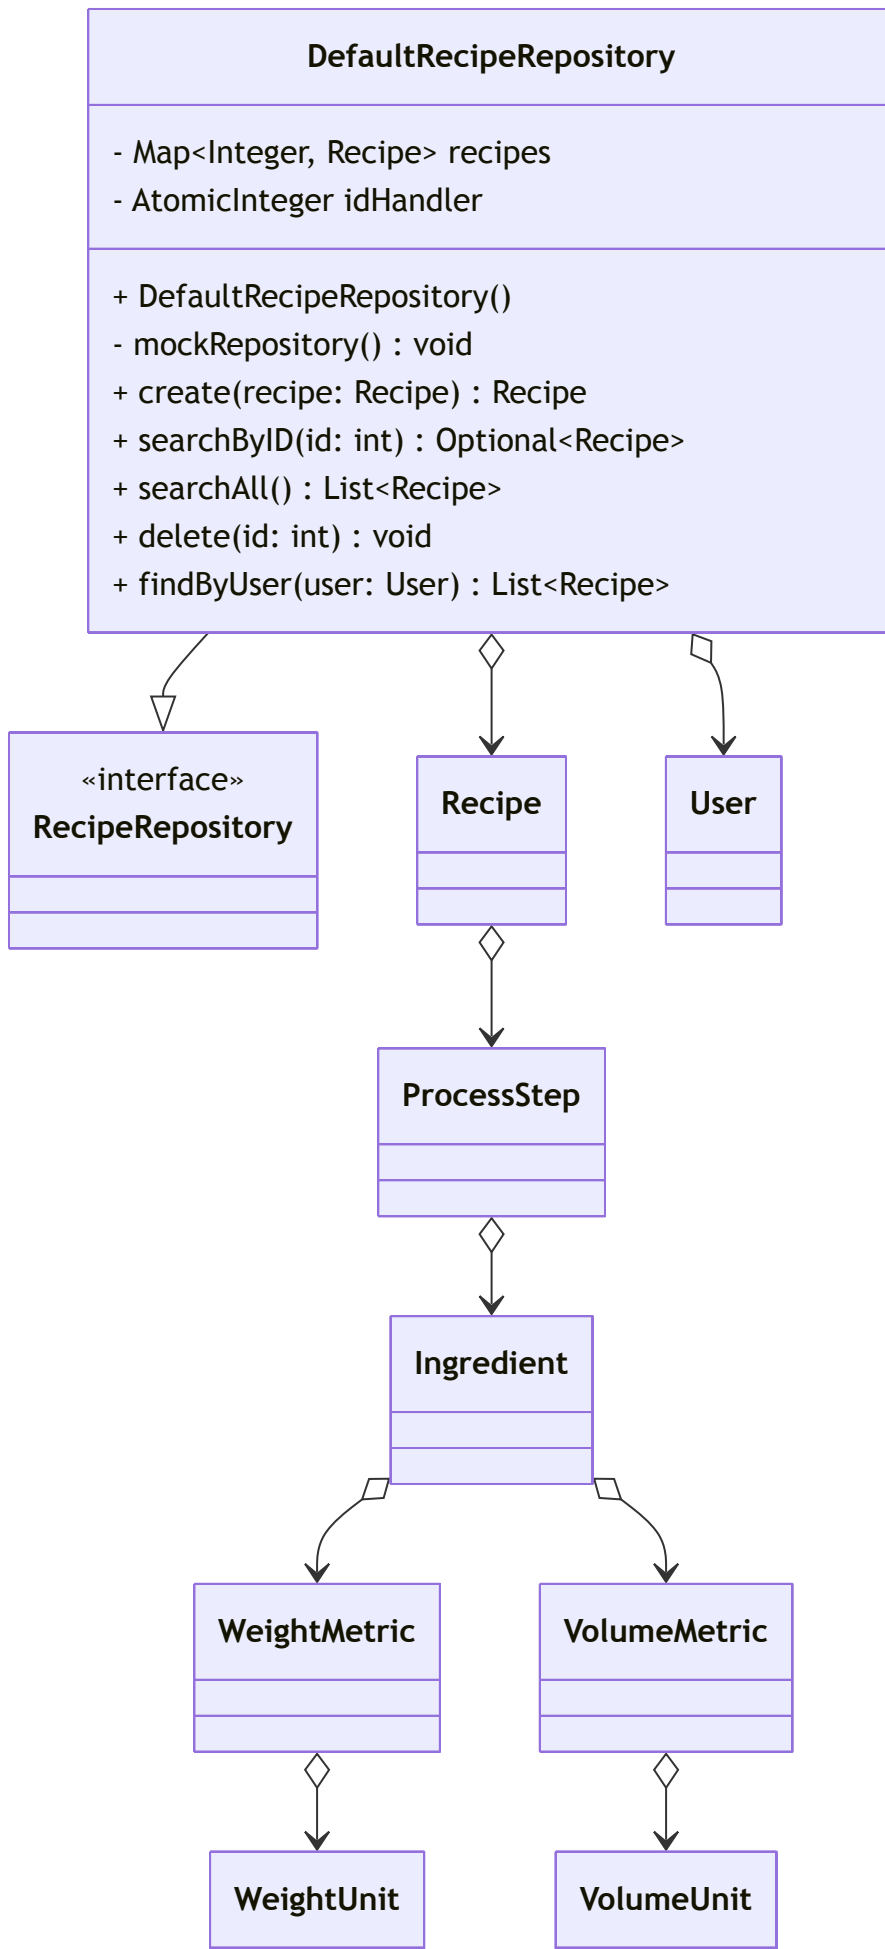 DefaultRecipeRepository
- Map<Integer, Recipe> recipes
- AtomicInteger idHandler
+ DefaultRecipeRepository()
- mockRepository() : void
+ create(recipe: Recipe) : Recipe
+ searchByID(id: int) : Optional<Recipe>
+ searchAll() : List<Recipe>
+ delete(id: int) : void
+ findByUser(user: User) : List<Recipe>
«interface»
RecipeRepository
Recipe
User
ProcessStep
Ingredient
WeightMetric
VolumeMetric
WeightUnit
VolumeUnit